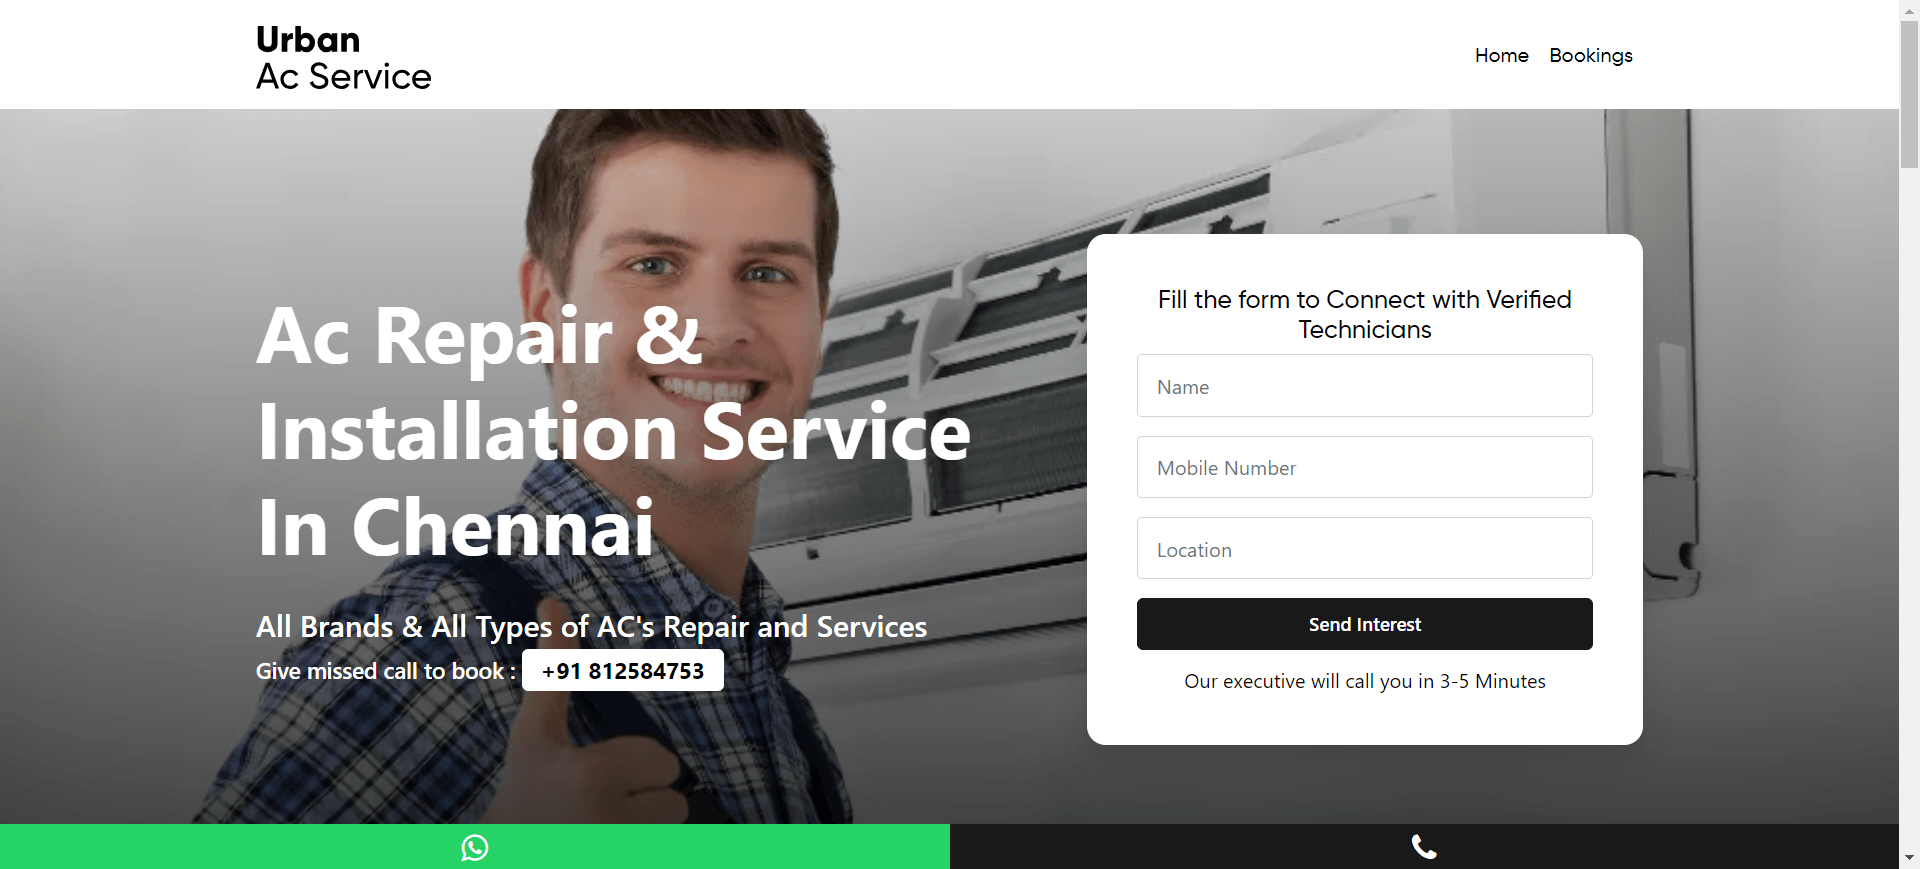 Urban
Ac Service
Home
Bookings
Ac Repair &
Installation Service
In Chennai
All Brands & All Types of AC's Repair and Services
Give missed call to book : +91 812584753
Fill the form to Connect with Verified
Technicians
Name
Mobile Number
Location
Send Interest
Our executive will call you in 3-5 Minutes